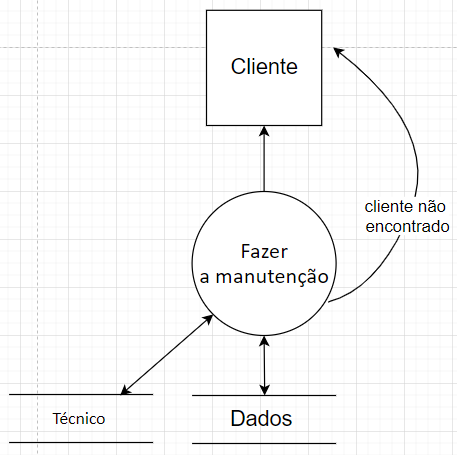 Cliente
cliente não
encontrado
Fazer
a manutenção
Técnico
Dados